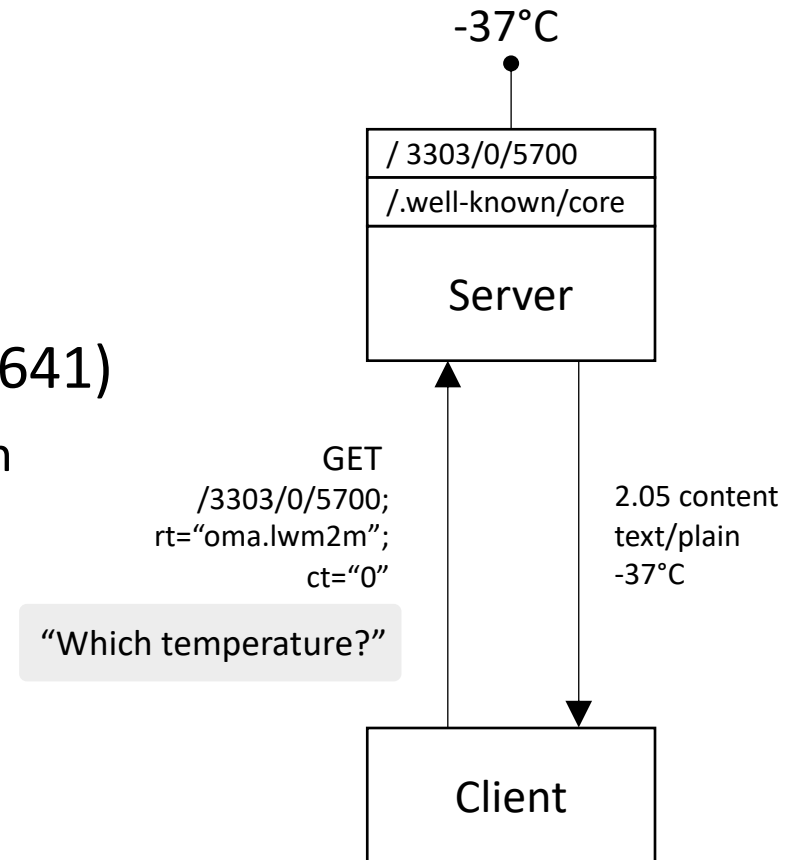 -37°C
/ 3303/0/5700
/.well-known/core
Server
641)
n
GET
/3303/0/5700;
rt=“oma.lwm2m”;
ct=“0”
“Which temperature?”
2.05 content
text/plain
-37°C
Client